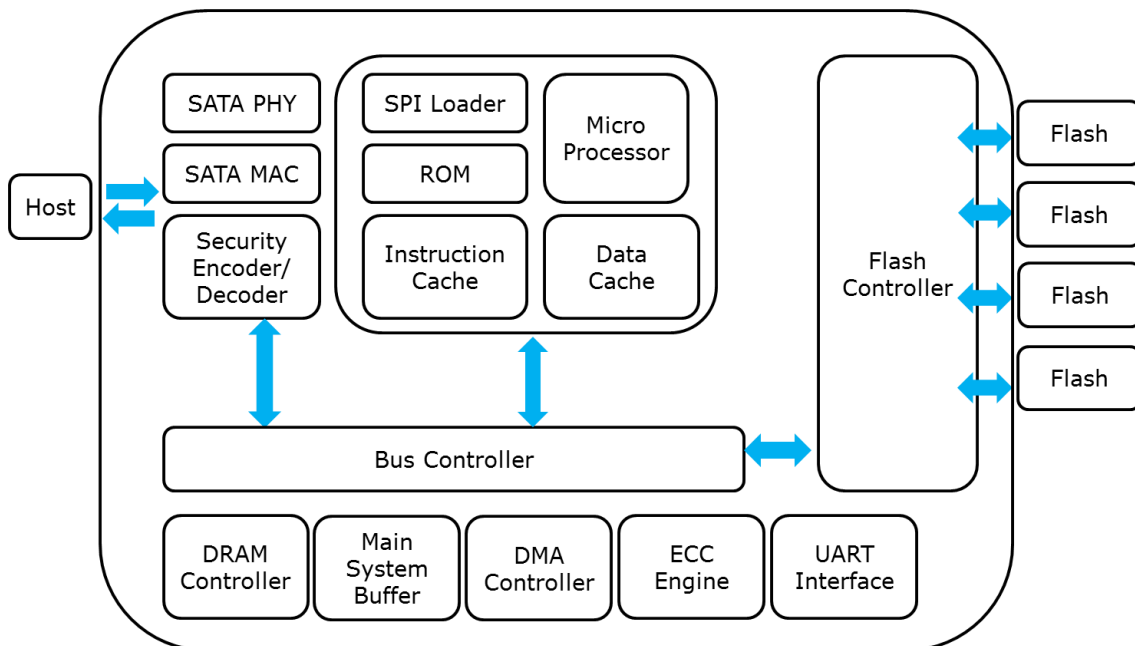 SATA PHY
SATA MAC
Security
Encoder/
Decoder
Host
SPI Loader
ROM
Micro
Processor
Instruction
Cache
Data
Cache
Flash
Controller
Flash
Flash
Flash
Flash
Bus Controller
DRAM
Controller
Main
System
Buffer
DMA
Controller
ECC
Engine
UART
Interface